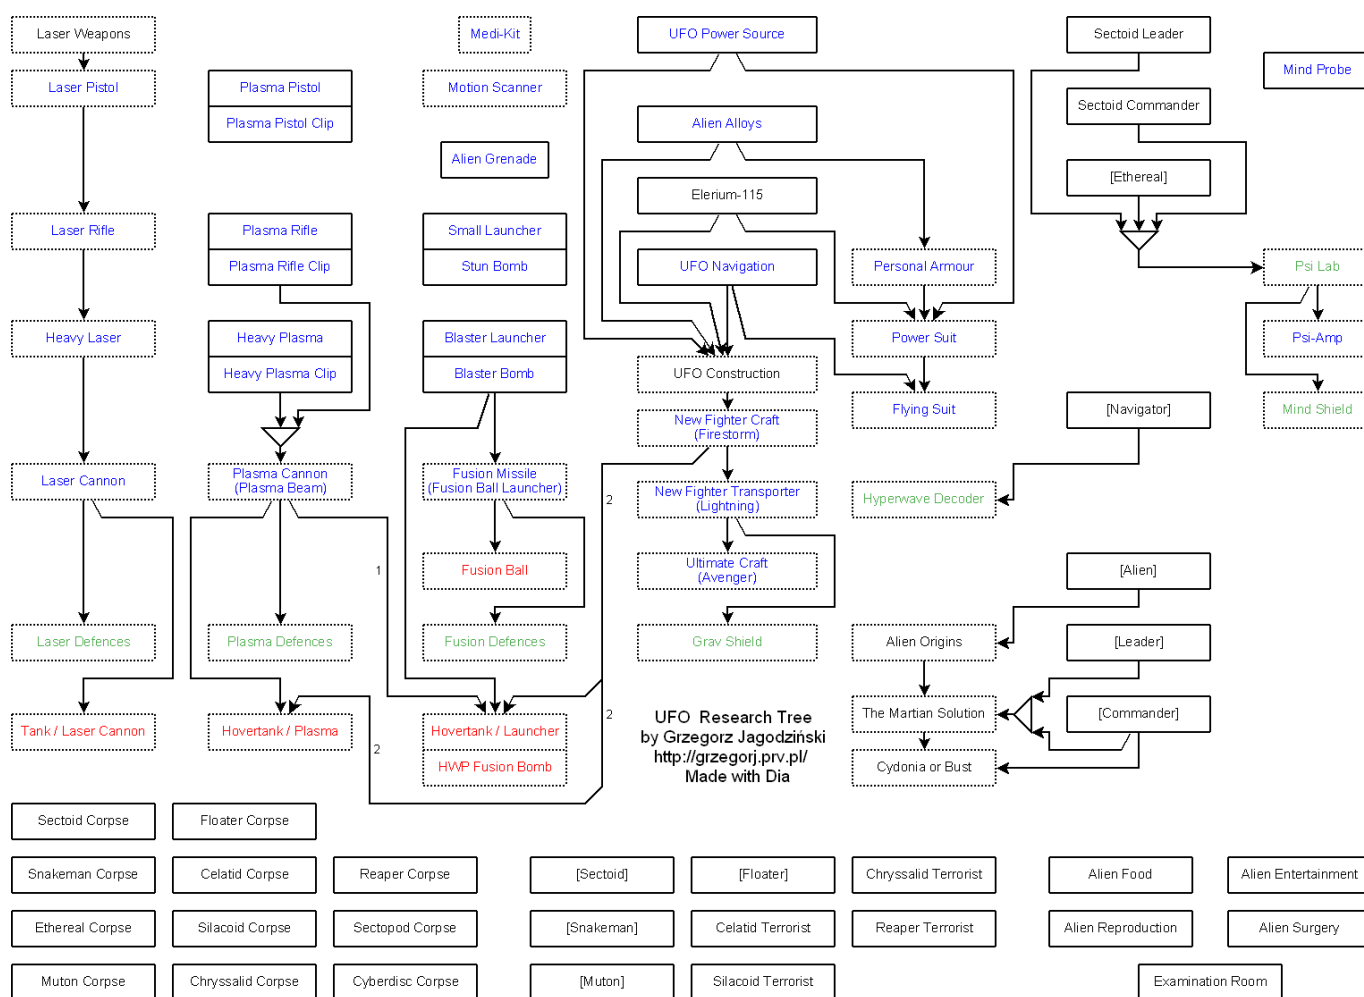 Laser Weapons
Medi-Kit
UFO Power Source
Sectoid Leader
Mind Probe
Laser Pistol
Plasma Pistol
Motion Scanner
Plasma Pistol Clip
Alien Alloys
Sectoid Commander
Alien Grenade
Elerium-115
[Ethereal]
Laser Rifle
Plasma Rifle
Small Launcher
Plasma Rifle Clip
Stun Bomb
UFO Navigation
Personal Armour
Psi Lab
Heavy Laser
Heavy Plasma
Blaster Launcher
Power Suit
Psi-Amp
Heavy Plasma Clip
Blaster Bomb
UFO Construction
Flying Suit
[Navigator]
Mind Shield
New Fighter Craft
(Firestorm)
Laser Cannon
Plasma Cannon
(Plasma Beam)
Fusion Missile
(Fusion Ball Launcher)
2
New Fighter Transporter
(Lightning)
Hyperwave Decoder
1
Fusion Ball
Ultimate Craft
(Avenger)
[Alien]
Laser Defences
Plasma Defences
Fusion Defences
Grav Shield
Alien Origins
[Leader]
2
The Martian Solution
[Commander]
Tank / Laser Cannon
Hovertank / Plasma
2
Hovertank / Launcher
HWP Fusion Bomb
UFO Research Tree
by Grzegorz Jagodziński
http://grzegorj.prv.pl/
Made with Dia
Cydonia or Bust
Sectoid Corpse
Floater Corpse
Snakeman Corpse
Celatid Corpse
Reaper Corpse
[Sectoid]
[Floater]
Chryssalid Terrorist
Alien Food
Alien Entertainment
Ethereal Corpse
Silacoid Corpse
Sectopod Corpse
[Snakeman]
Celatid Terrorist
Reaper Terrorist
Alien Reproduction
Alien Surgery
Muton Corpse
Chryssalid Corpse
Cyberdisc Corpse
[Muton]
Silacoid Terrorist
Examination Room